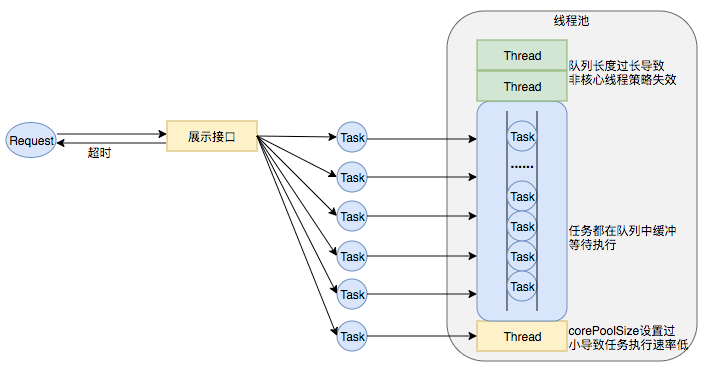 线程池
Thread
队列长度过长导致
非核心线程策略失效
Thread
Request
超时
展示接口
Task
Task
Task
Task
Task
Task
Task
......
Task
Task
Task
Task
任务都在队列中缓冲
等待执行
Thread
corePoolSize设置过
小导致任务执行速率低